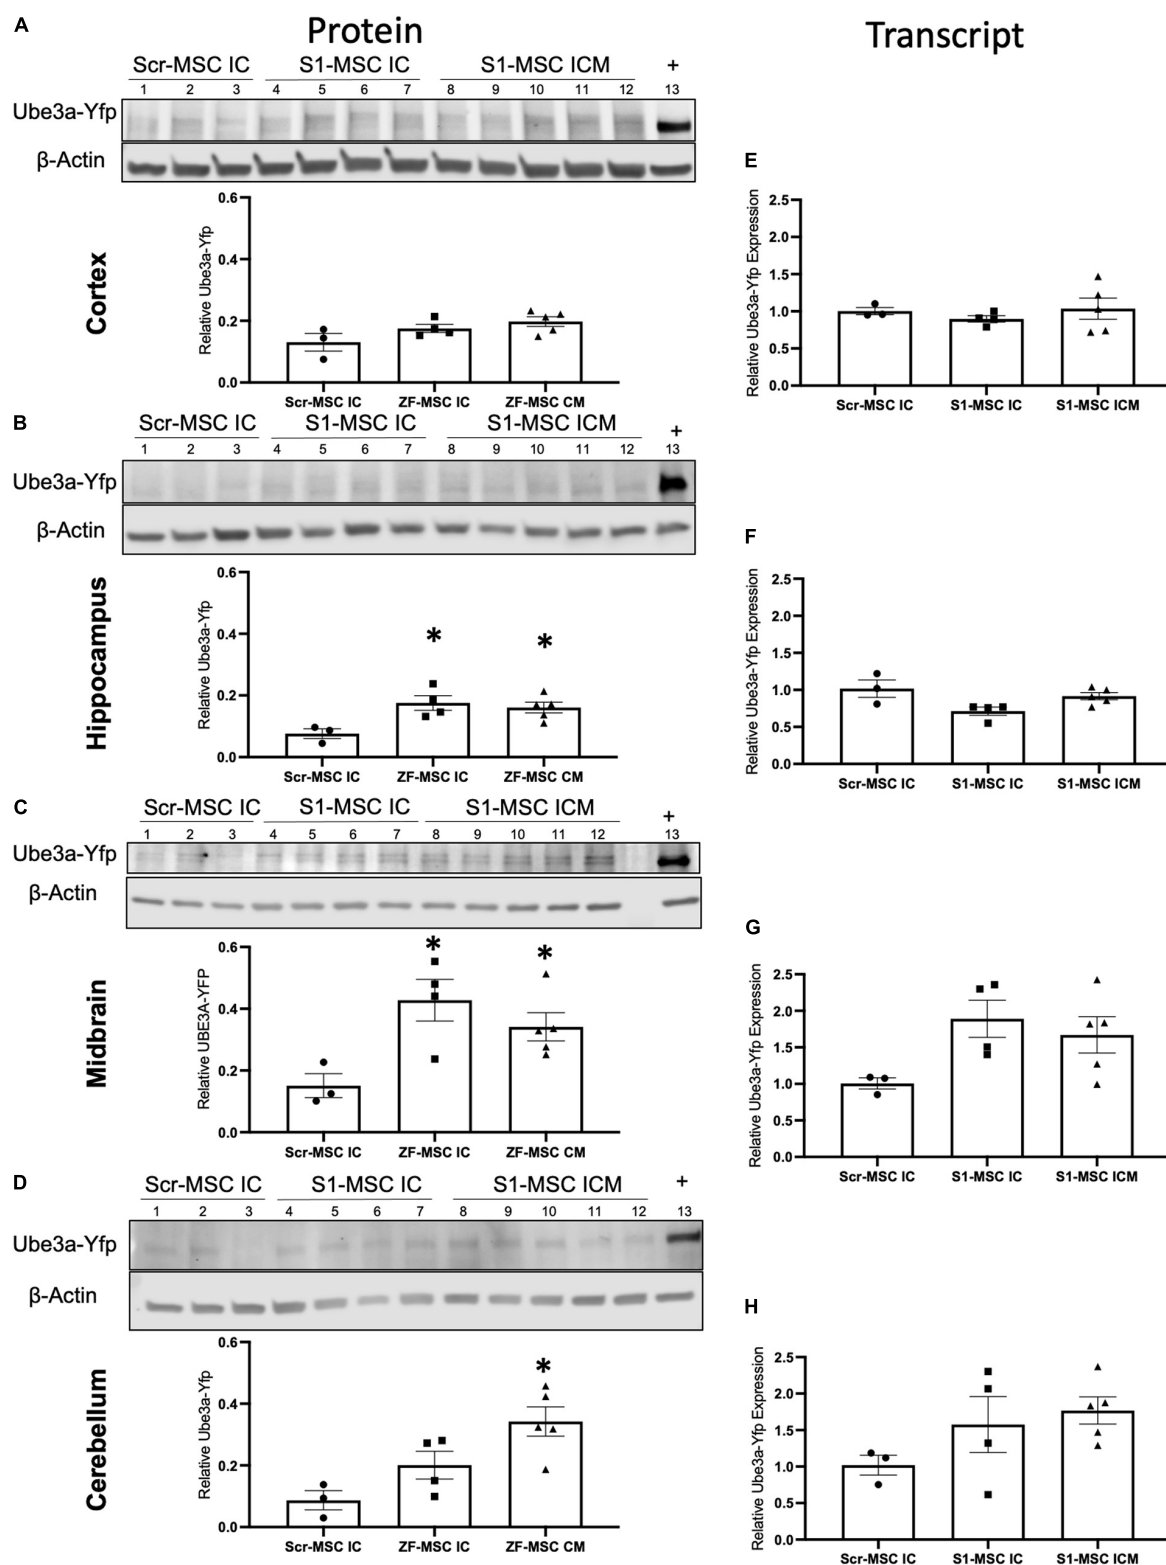 A
Protein
Transcript
Scr-MSC IC S1-MSC IC S1-MSC ICM +
1 2 3 4 5 6 7 8 9 10 11 12 13
Ube3a-Yfp
β-Actin
Cortex
Relative Ube3a-Yfp
0.6
0.4
0.2
0.0
Scr-MSC IC ZF-MSC IC ZF-MSC CM
E
Relative Ube3a-Yfp Expression
2.5
2.0
1.5
1.0
0.5
0.0
Scr-MSC IC S1-MSC IC S1-MSC ICM
B
Scr-MSC IC S1-MSC IC S1-MSC ICM +
1 2 3 4 5 6 7 8 9 10 11 12 13
Ube3a-Yfp
β-Actin
Hippocampus
Relative Ube3a-Yfp
0.6
0.4
0.2
0.0
* *
Scr-MSC IC ZF-MSC IC ZF-MSC CM
F
Relative Ube3a-Yfp Expression
2.5
2.0
1.5
1.0
0.5
0.0
Scr-MSC IC S1-MSC IC S1-MSC ICM
C
Scr-MSC IC S1-MSC IC S1-MSC ICM +
1 2 3 4 5 6 7 8 9 10 11 12 13
Ube3a-Yfp
β-Actin
Midbrain
Relative UBE3A-YFP
0.6
0.4
0.2
0.0
* *
Scr-MSC IC ZF-MSC IC ZF-MSC CM
G
Relative Ube3a-Yfp Expression
2.5
2.0
1.5
1.0
0.5
0.0
Scr-MSC IC S1-MSC IC S1-MSC ICM
D
Scr-MSC IC S1-MSC IC S1-MSC ICM +
1 2 3 4 5 6 7 8 9 10 11 12 13
Ube3a-Yfp
β-Actin
Cerebellum
Relative Ube3a-Yfp
0.6
0.4
0.2
0.0
*
Scr-MSC IC ZF-MSC IC ZF-MSC CM
H
Relative Ube3a-Yfp Expression
2.5
2.0
1.5
1.0
0.5
0.0
Scr-MSC IC S1-MSC IC S1-MSC ICM